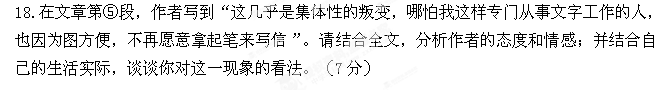 18.在文章第⑤段，作者写到“这几乎是集体性的叛变，哪怕我这样专门从事文字工作的人，
也因为图方便，不再愿意拿起笔来写信 ”。请结合全文，分析作者的态度和情感；并结合自
己的生活实际，谈谈你对这一现象的看法。（7 分）